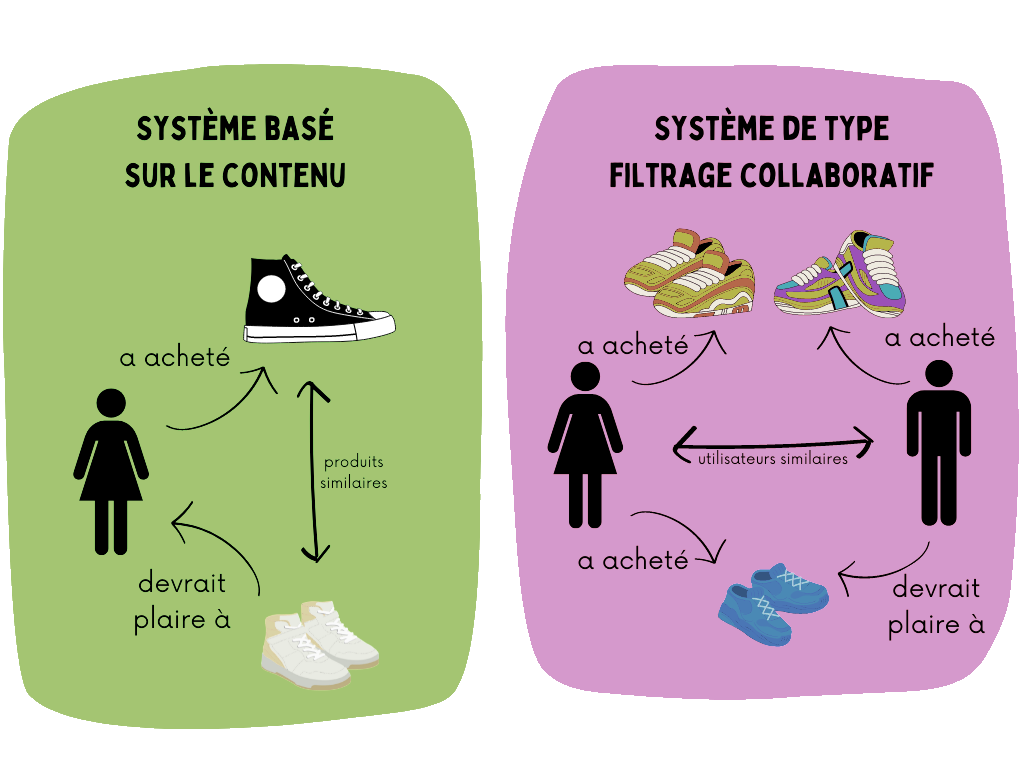 SYSTÈME BASÉ
SUR LE CONTENU
a acheté
produits
similaires
devrait
plaire à
SYSTÈME DE TYPE
FILTRAGE COLLABORATIF
a acheté
a acheté
utilisateurs similaires
a acheté
devrait
plaire à